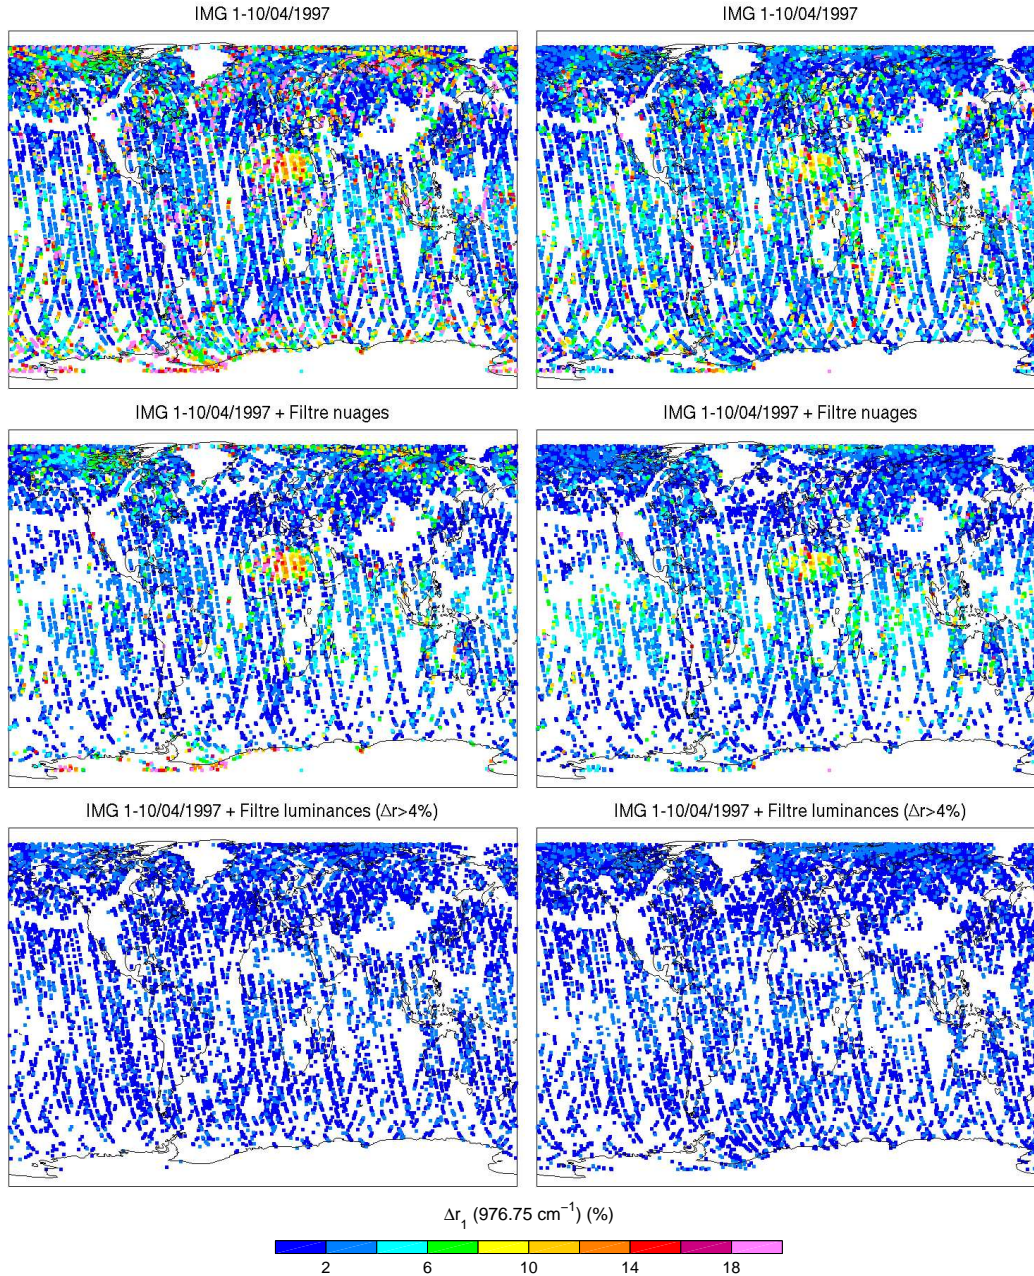 IMG 1-10/04/1997
IMG 1-10/04/1997
IMG 1-10/04/1997 + Filtre nuages
IMG 1-10/04/1997 + Filtre nuages
IMG 1-10/04/1997 + Filtre luminances (Δr>4%)
IMG 1-10/04/1997 + Filtre luminances (Δr>4%)
Δr₁ (976.75 cm⁻¹) (%)
2 6 10 14 18